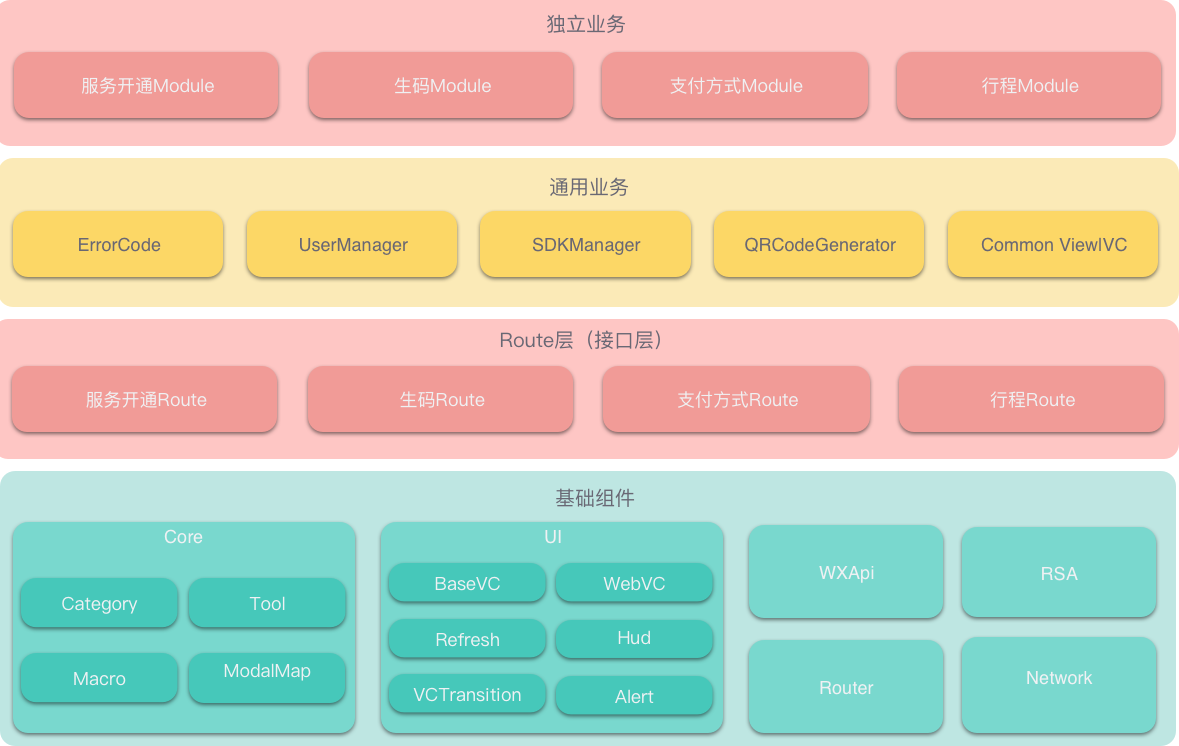 独立业务
服务开通Module
生码Module
支付方式Module
行程Module
通用业务
ErrorCode
UserManager
SDKManager
QRCodeGenerator
Common View|VC
Route层（接口层）
服务开通Route
生码Route
支付方式Route
行程Route
基础组件
Core
Category
Tool
Macro
ModalMap
UI
BaseVC
WebVC
Refresh
Hud
VCTransition
Alert
WXApi
RSA
Router
Network